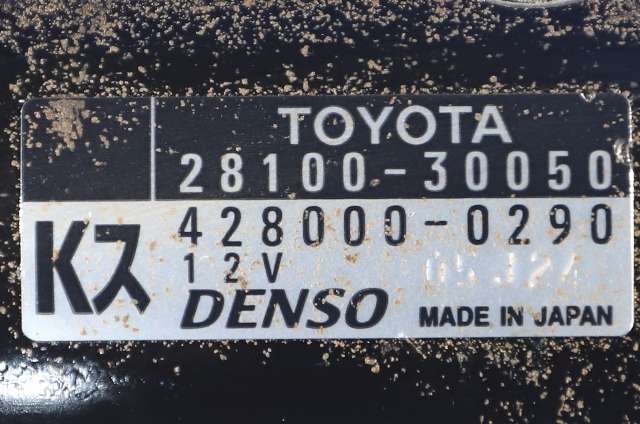 TOYOTA
28100-30050
Kス
428000-0290
12V
DENSO
MADE IN JAPAN